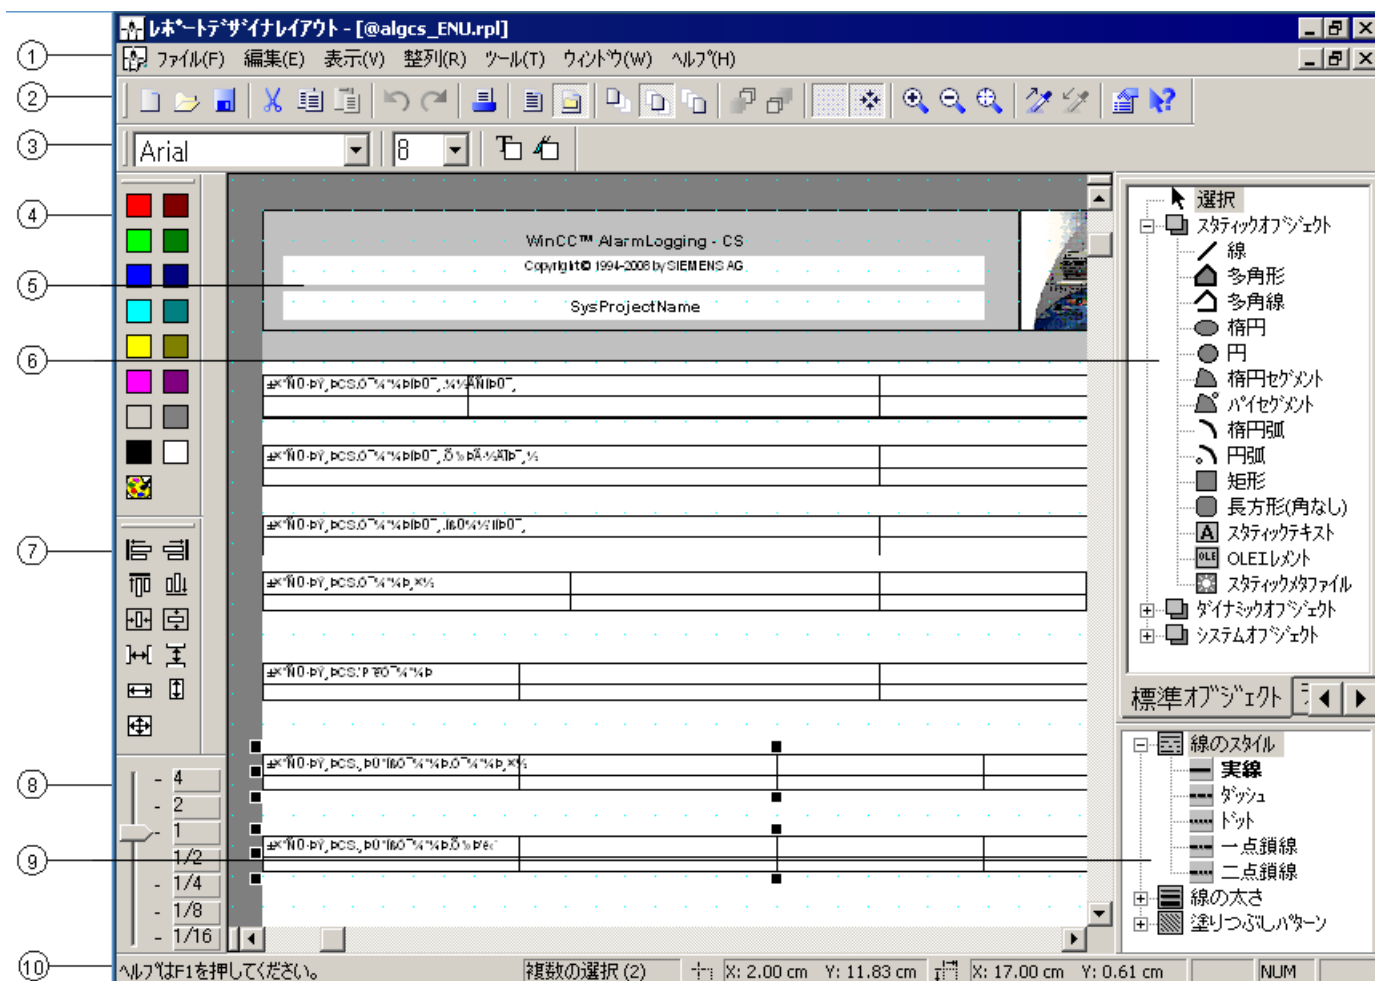 レポートデザイナレイアウト - [@algcs_ENU.rpl]
① ファイル(F) 編集(E) 表示(V) 整列(R) ツール(T) ウィンドウ(W) ヘルプ(H)
②
③ Arial 8
④
WinCC™ AlarmLogging - CS
Copyright© 1994-2008 by SIEMENS AG
⑤
SysProjectName
⑥
選択
スタティックオブジェクト
線
多角形
多角線
楕円
円
楕円セグメント
パイセグメント
楕円弧
円弧
矩形
長方形(角なし)
A スタティックテキスト
OLE OLEエレメント
スタティックメタファイル
ダイナミックオブジェクト
システムオブジェクト
標準オブジェクト
⑦
⑧
4
2
1
1/2
1/4
1/8
1/16
線のスタイル
実線
ダッシュ
ドット
一点鎖線
二点鎖線
線の太さ
塗りつぶしパターン
⑨
⑩ ヘルプはF1を押してください。 複数の選択 (2) X: 2.00 cm Y: 11.83 cm X: 17.00 cm Y: 0.61 cm NUM